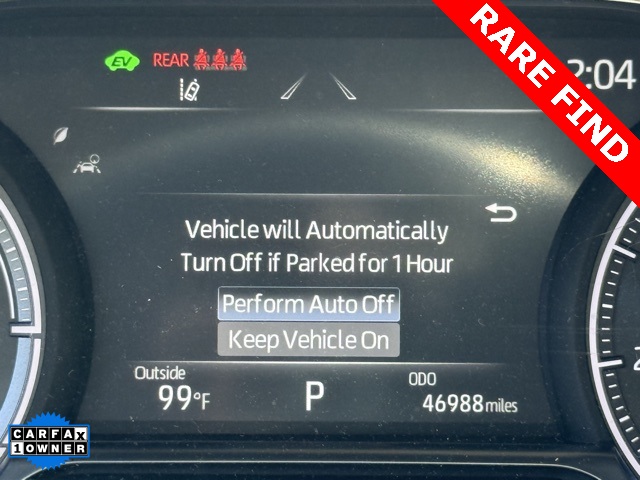 RARE FIND
EV REAR
2:04
Vehicle will Automatically
Turn Off if Parked for 1 Hour
Perform Auto Off
Keep Vehicle On
Outside
99°F
P
ODO
46988 miles
CARFAX
1 OWNER